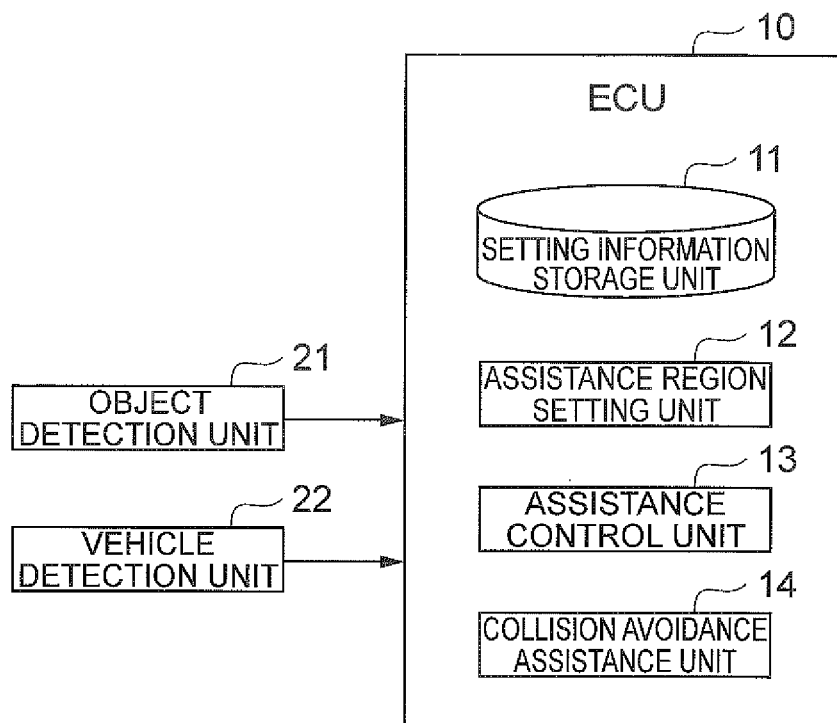 10
ECU
11
SETTING INFORMATION
STORAGE UNIT
21
OBJECT
DETECTION UNIT
12
ASSISTANCE REGION
SETTING UNIT
22
VEHICLE
DETECTION UNIT
13
ASSISTANCE
CONTROL UNIT
14
COLLISION AVOIDANCE
ASSISTANCE UNIT